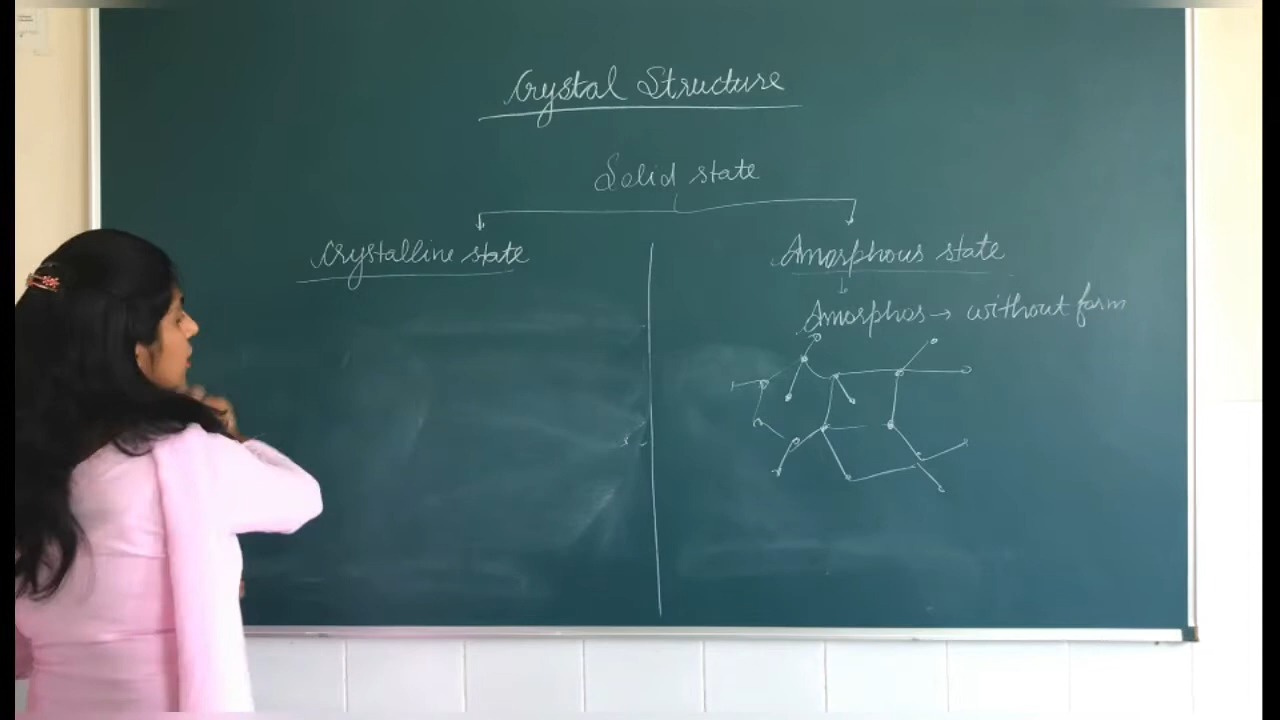 Crystal Structure
Solid state
Crystalline state
Amorphous state
Amorphos → without form